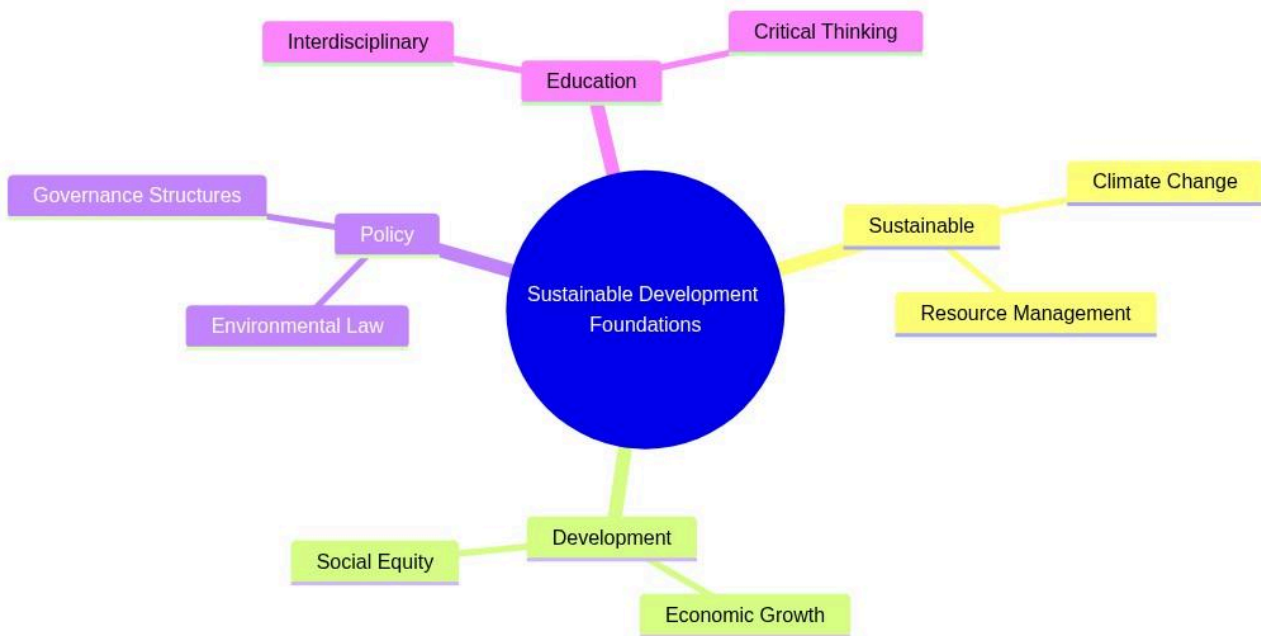 Interdisciplinary
Critical Thinking
Education
Governance Structures
Policy
Environmental Law
Climate Change
Sustainable
Resource Management
Sustainable Development
Foundations
Development
Social Equity
Economic Growth